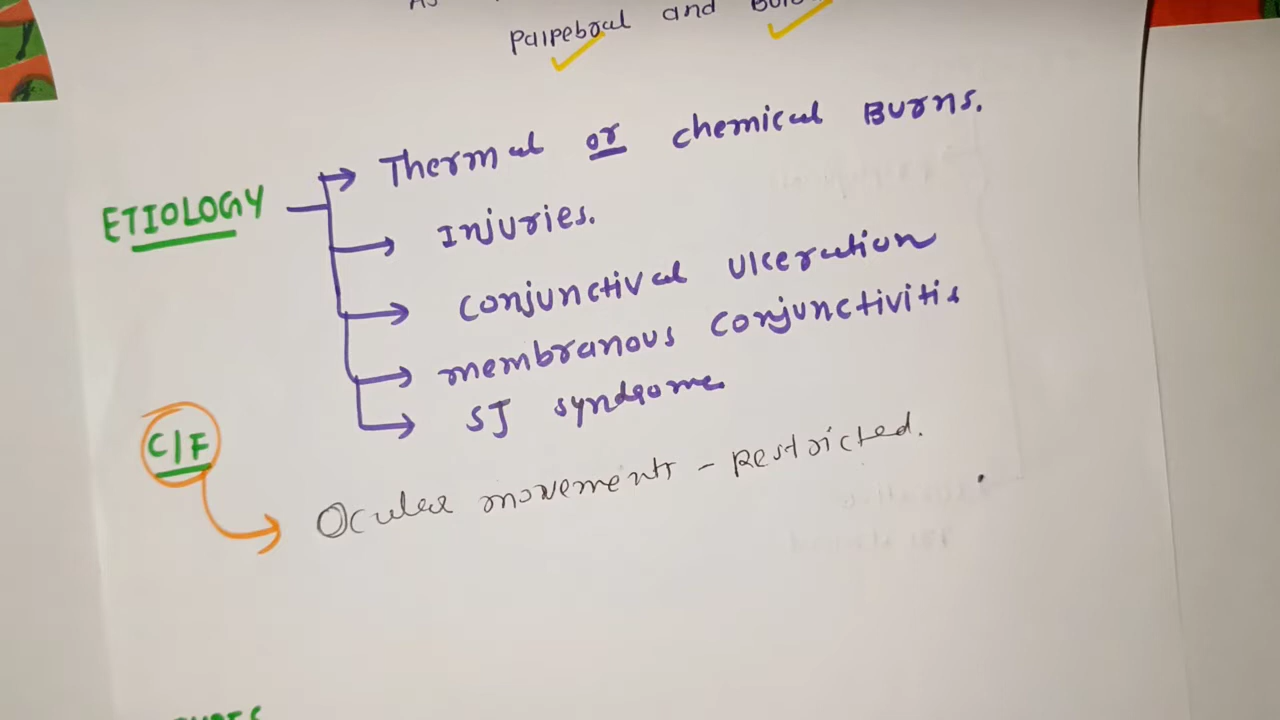 Palpebral and
ETIOLOGY
Thermal or chemical Burns.
Injuries.
conjunctival ulceration
membranous conjunctivitis
SJ syndrome
C/F
Ocular movements - Restricted.